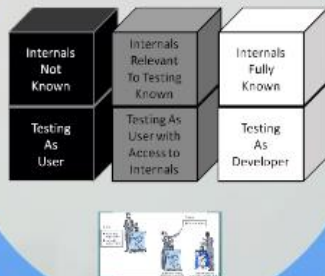 Internals
Not
Known
Internals
Relevant
To Testing
Known
Internals
Fully
Known
Testing
As
User
Testing As
User with
Access to
Internals
Testing
As
Developer